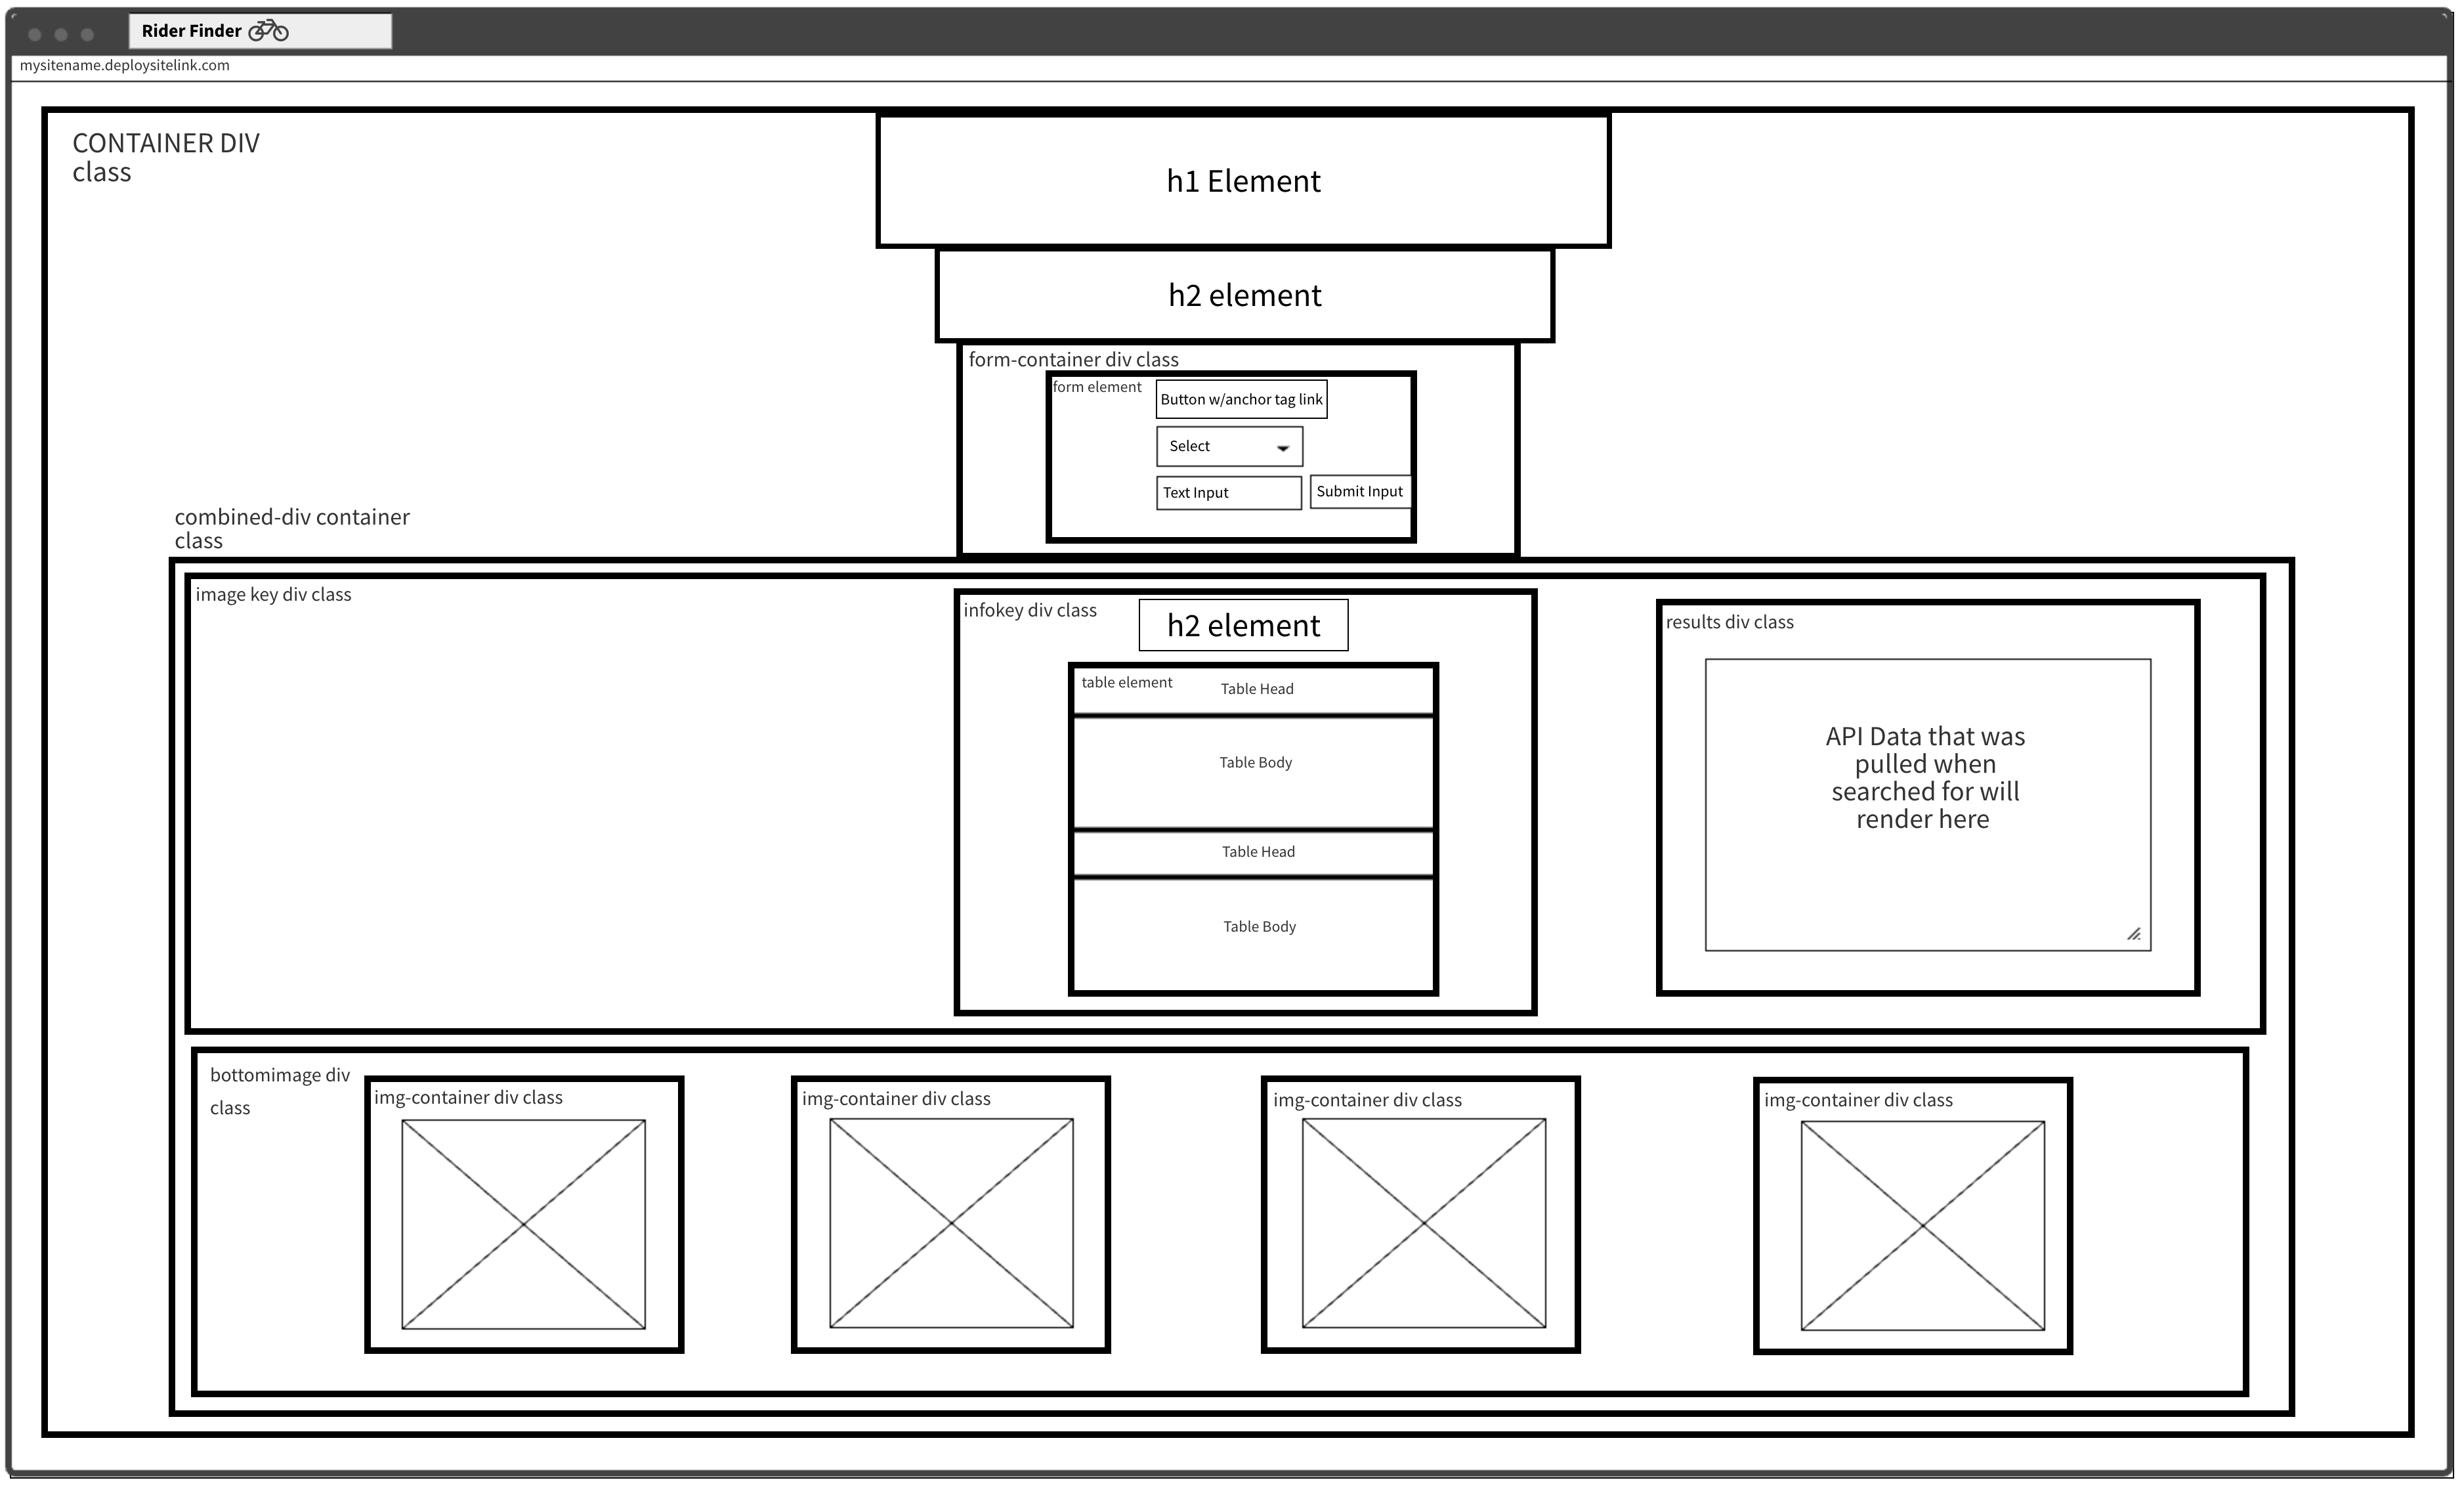 Rider Finder
mysitename.deploysitelink.com
CONTAINER DIV
class
h1 Element
h2 element
form-container div class
form element
Button w/anchor tag link
Select
Text Input
Submit Input
combined-div container
class
image key div class
infokey div class
h2 element
table element
Table Head
Table Body
Table Head
Table Body
results div class
API Data that was
pulled when
searched for will
render here
bottomimage div
class
img-container div class
img-container div class
img-container div class
img-container div class